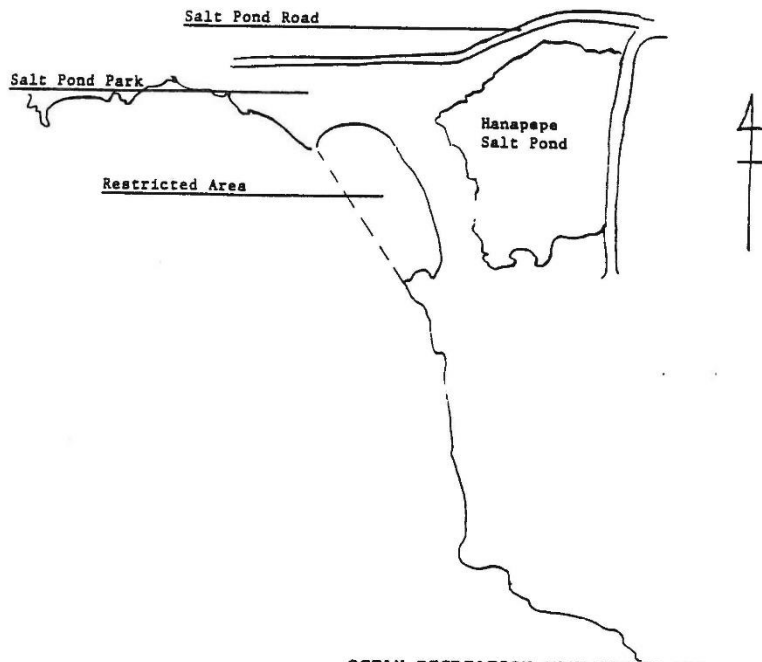 Salt Pond Road
Salt Pond Park
Hanapepe
Salt Pond
Restricted Area